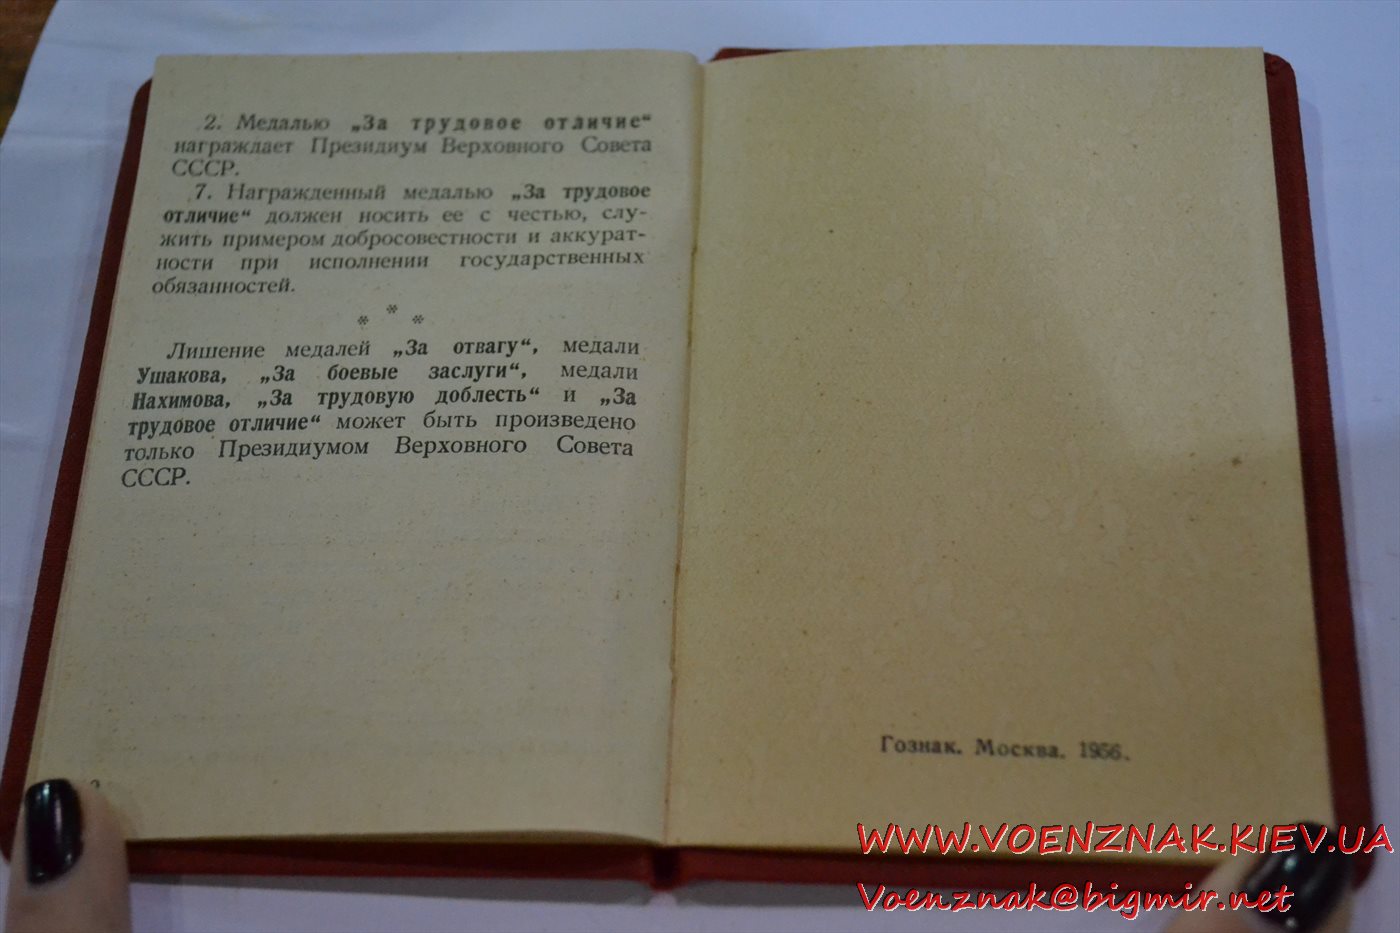 2. Медалью „За трудовое отличие“
награждает Президиум Верховного Совета
СССР.
7. Награжденный медалью „За трудовое
отличие“ должен носить ее с честью, слу-
жить примером добросовестности и аккурат-
ности при исполнении государственных
обязанностей.
* * *
Лишение медалей „За отвагу“, медали
Ушакова, „За боевые заслуги“, медали
Нахимова, „За трудовую доблесть“ и „За
трудовое отличие“ может быть произведено
только Президиумом Верховного Совета
СССР.
Гознак. Москва. 1956.
WWW.VOENZNAK.KIEV.UA
Voenznak@bigmir.net